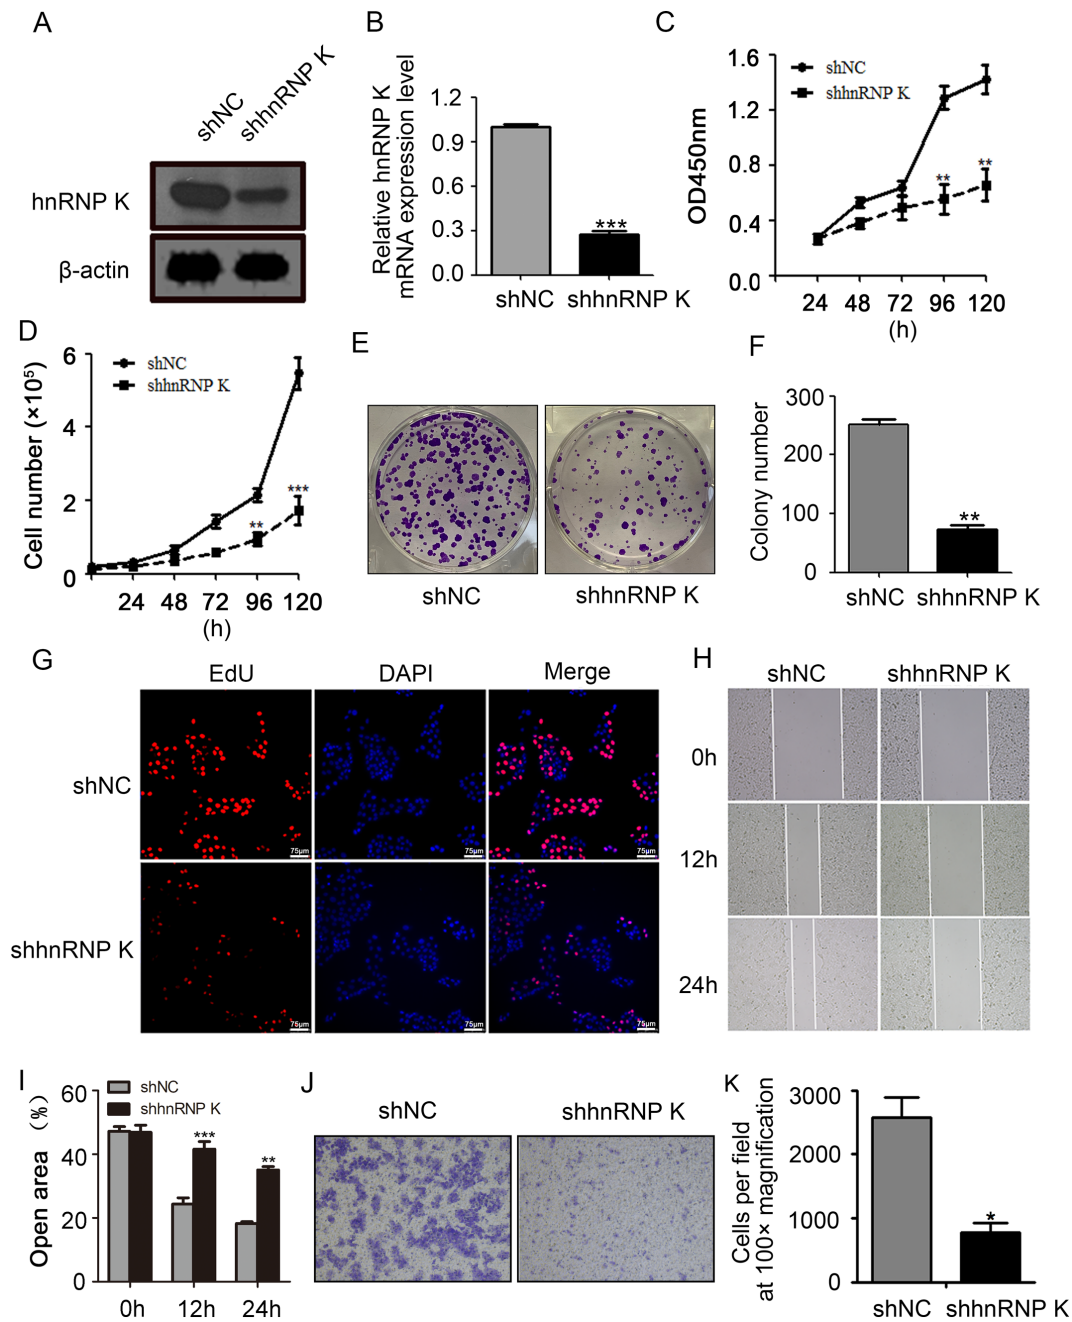 A
shNC
shhnRNP K
hnRNP K
β-actin
B
Relative hnRNP K
mRNA expression level
1.2
0.9
0.6
0.3
0.0
***
shNC
shhnRNP K
C
OD450nm
1.6
1.2
0.8
0.4
0.0
shNC
shhnRNP K
**
**
24 48 72 96 120
(h)
D
Cell number (×10⁵)
6
4
2
0
shNC
shhnRNP K
**
***
24 48 72 96 120
(h)
E
shNC
shhnRNP K
F
Colony number
300
200
100
0
**
shNC
shhnRNP K
G
EdU
DAPI
Merge
shNC
75μm
75μm
75μm
shhnRNP K
75μm
75μm
75μm
H
shNC
shhnRNP K
0h
12h
24h
I
Open area (%)
60
40
20
0
shNC
shhnRNP K
***
**
0h 12h 24h
J
shNC
shhnRNP K
K
Cells per field
at 100× magnification
3000
2000
1000
0
*
shNC
shhnRNP K